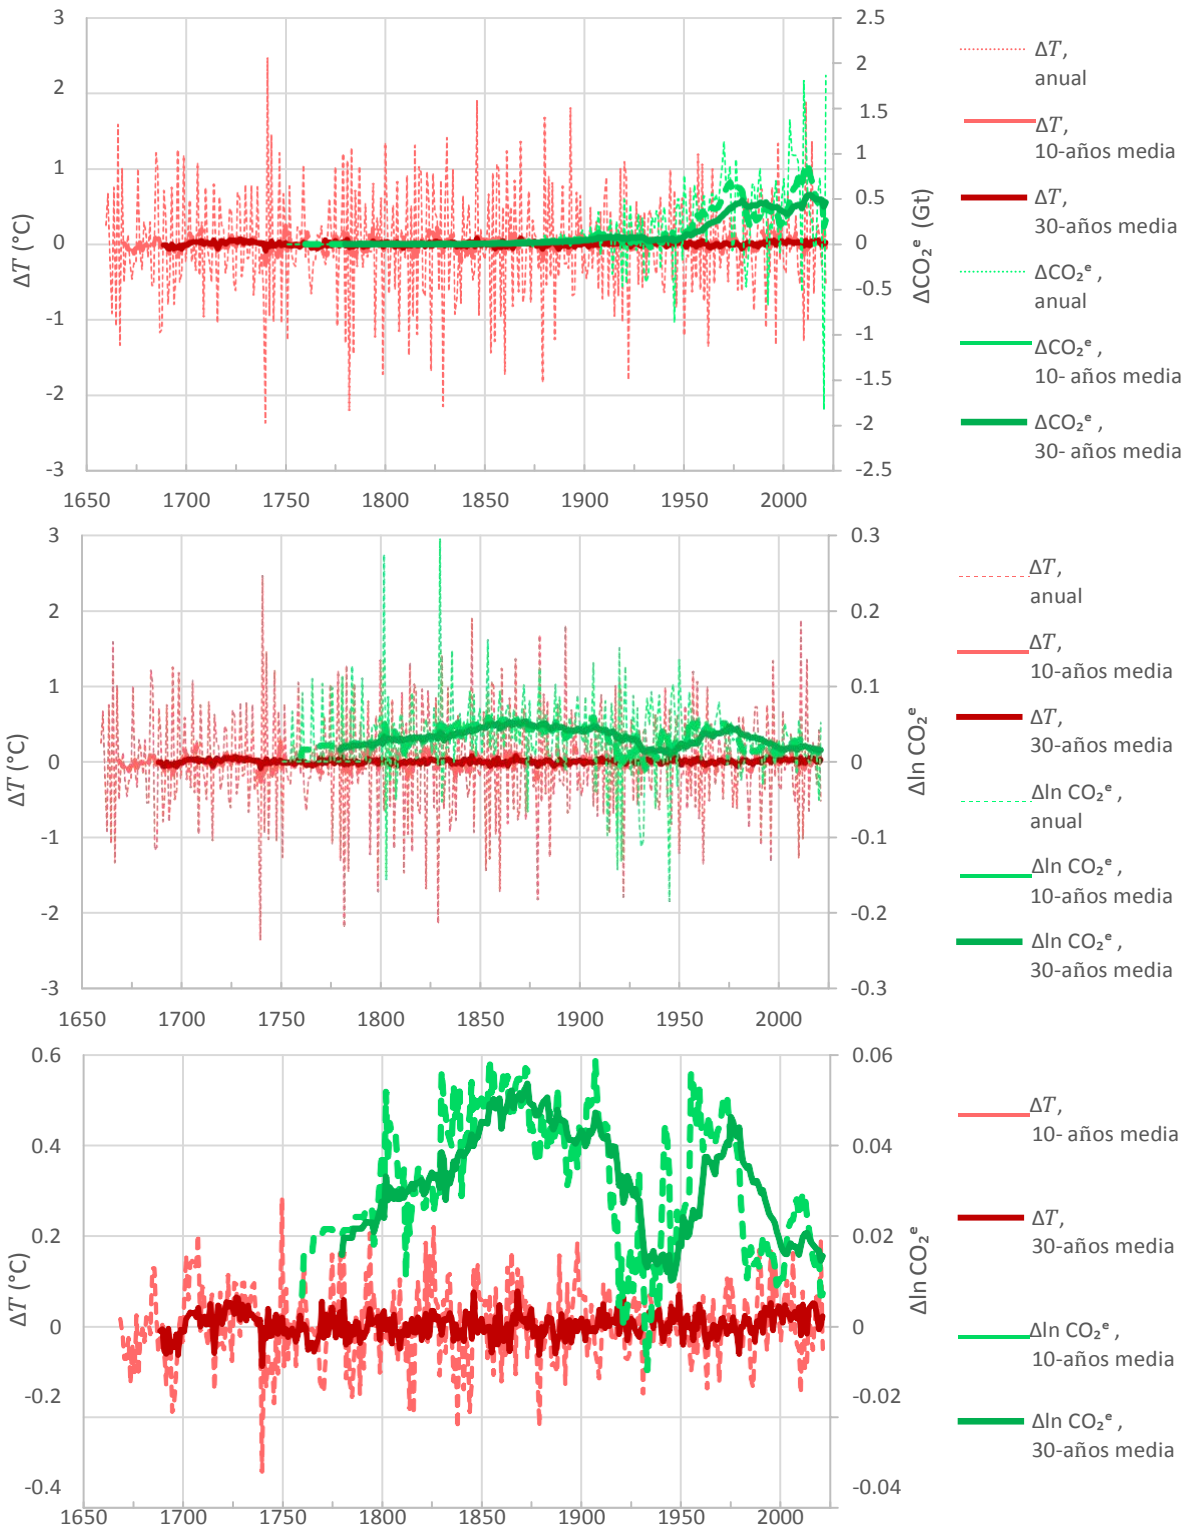 3
2
1
0
-1
-2
-3
ΔT (°C)
2.5
2
1.5
1
0.5
0
-0.5
-1
-1.5
-2
-2.5
ΔCO₂ᵉ (Gt)
1650 1700 1750 1800 1850 1900 1950 2000
ΔT,
anual
ΔT,
10-años media
ΔT,
30-años media
ΔCO₂ᵉ,
anual
ΔCO₂ᵉ,
10- años media
ΔCO₂ᵉ ,
30- años media
3
2
1
0
-1
-2
-3
ΔT (°C)
0.3
0.2
0.1
0
-0.1
-0.2
-0.3
Δln CO₂ᵉ
1650 1700 1750 1800 1850 1900 1950 2000
ΔT,
anual
ΔT,
10-años media
ΔT,
30-años media
Δln CO₂ᵉ ,
anual
Δln CO₂ᵉ ,
10-años media
Δln CO₂ᵉ ,
30-años media
0.6
0.4
0.2
0
-0.2
-0.4
ΔT (°C)
0.06
0.04
0.02
0
-0.02
-0.04
Δln CO₂ᵉ
1650 1700 1750 1800 1850 1900 1950 2000
ΔT,
10- años media
ΔT,
30-años media
Δln CO₂ᵉ ,
10-años media
Δln CO₂ᵉ ,
30-años media